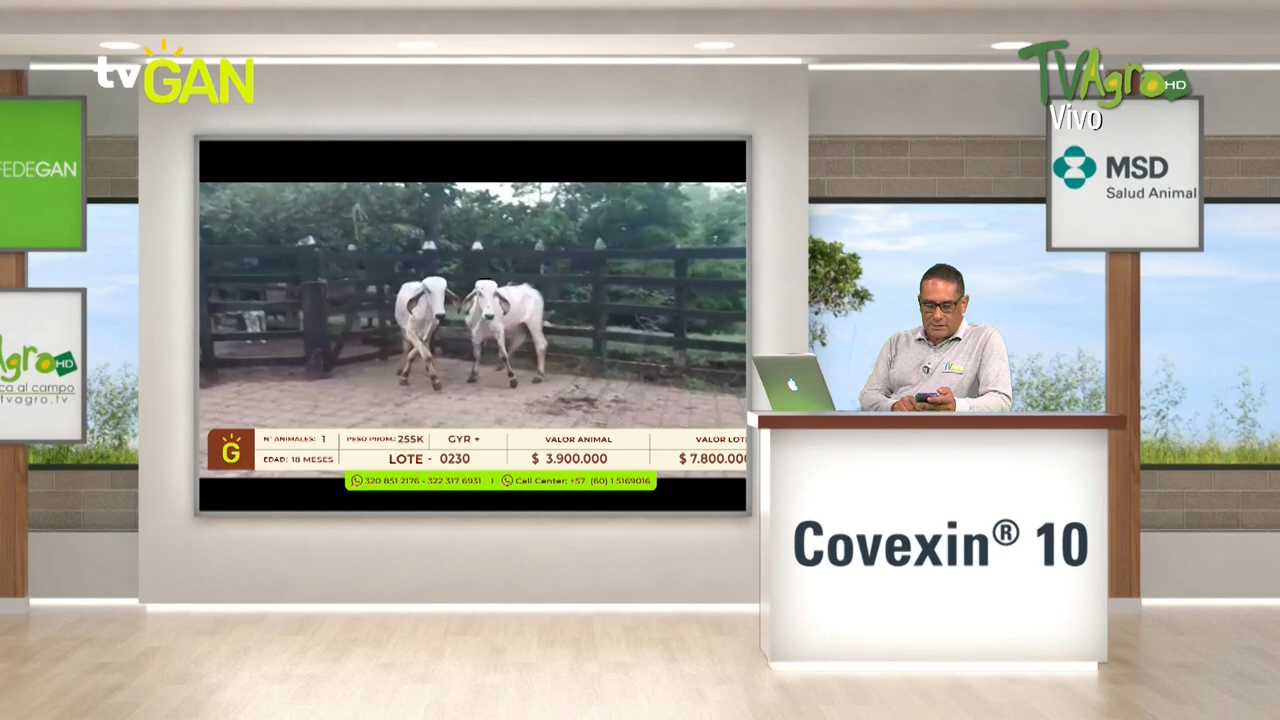 tvGAN
TVAgro HD
Vivo
FEDEGAN
MSD
Salud Animal
Agro HD
ca al campo
tvagro.tv
N° ANIMALES: 1
PESO PROM.: 255K
GYR +
VALOR ANIMAL
VALOR LOT
G
EDAD: 18 MESES
LOTE - 0230
$ 3.900.000
$ 7.800.000
320 851 2176 - 322 317 6931 | Call Center: +57 (60) 1 5169016
TVAgro
Covexin® 10